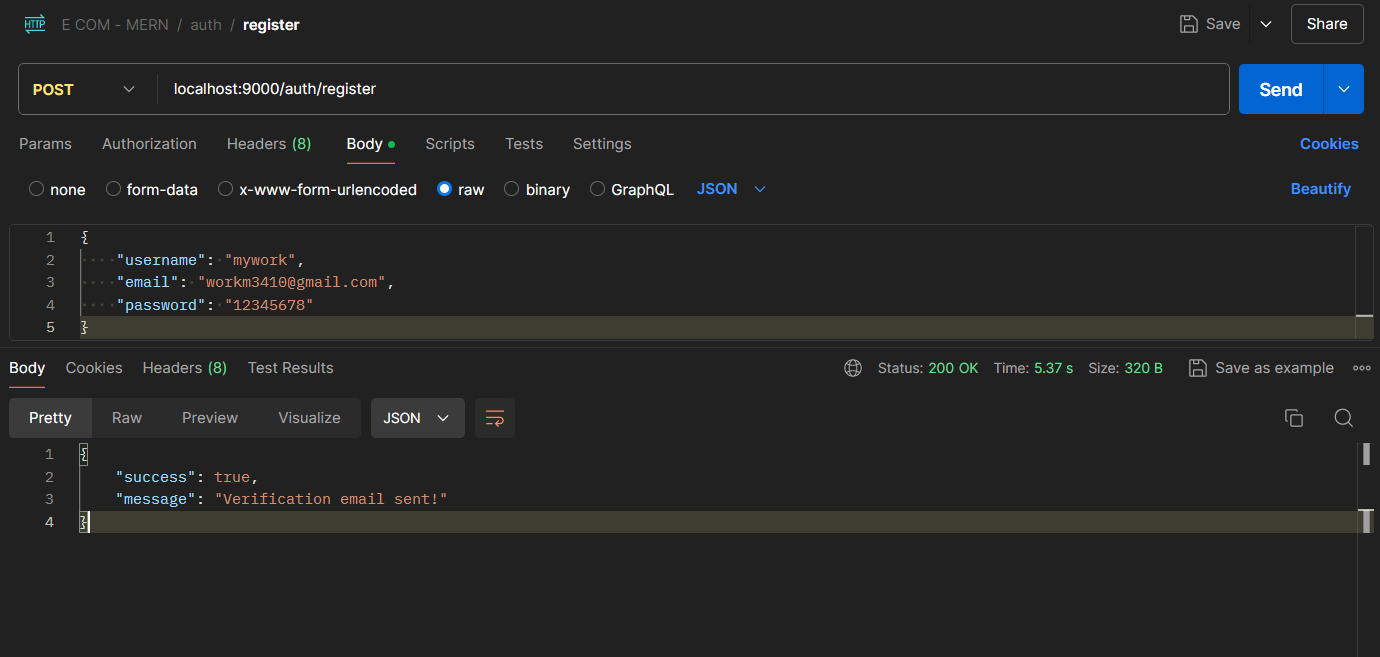 HTTP E COM - MERN / auth / register Save Share
POST localhost:9000/auth/register Send
Params Authorization Headers (8) Body Scripts Tests Settings Cookies
none form-data x-www-form-urlencoded raw binary GraphQL JSON Beautify
1 {
2 ····"username":·"mywork",
3 ····"email":·"workm3410@gmail.com",
4 ····"password":·"12345678"
5 }
Body Cookies Headers (8) Test Results Status: 200 OK Time: 5.37 s Size: 320 B Save as example
Pretty Raw Preview Visualize JSON
1 {
2 "success": true,
3 "message": "Verification email sent!"
4 }